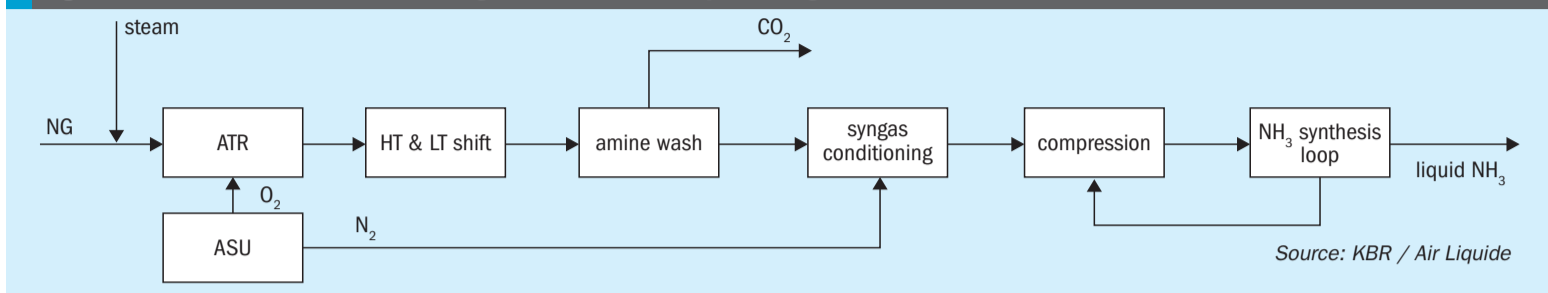 steam
CO₂
NG
ATR
HT & LT shift
amine wash
syngas
conditioning
compression
NH₃ synthesis
loop
liquid NH₃
O₂
N₂
ASU
Source: KBR / Air Liquide